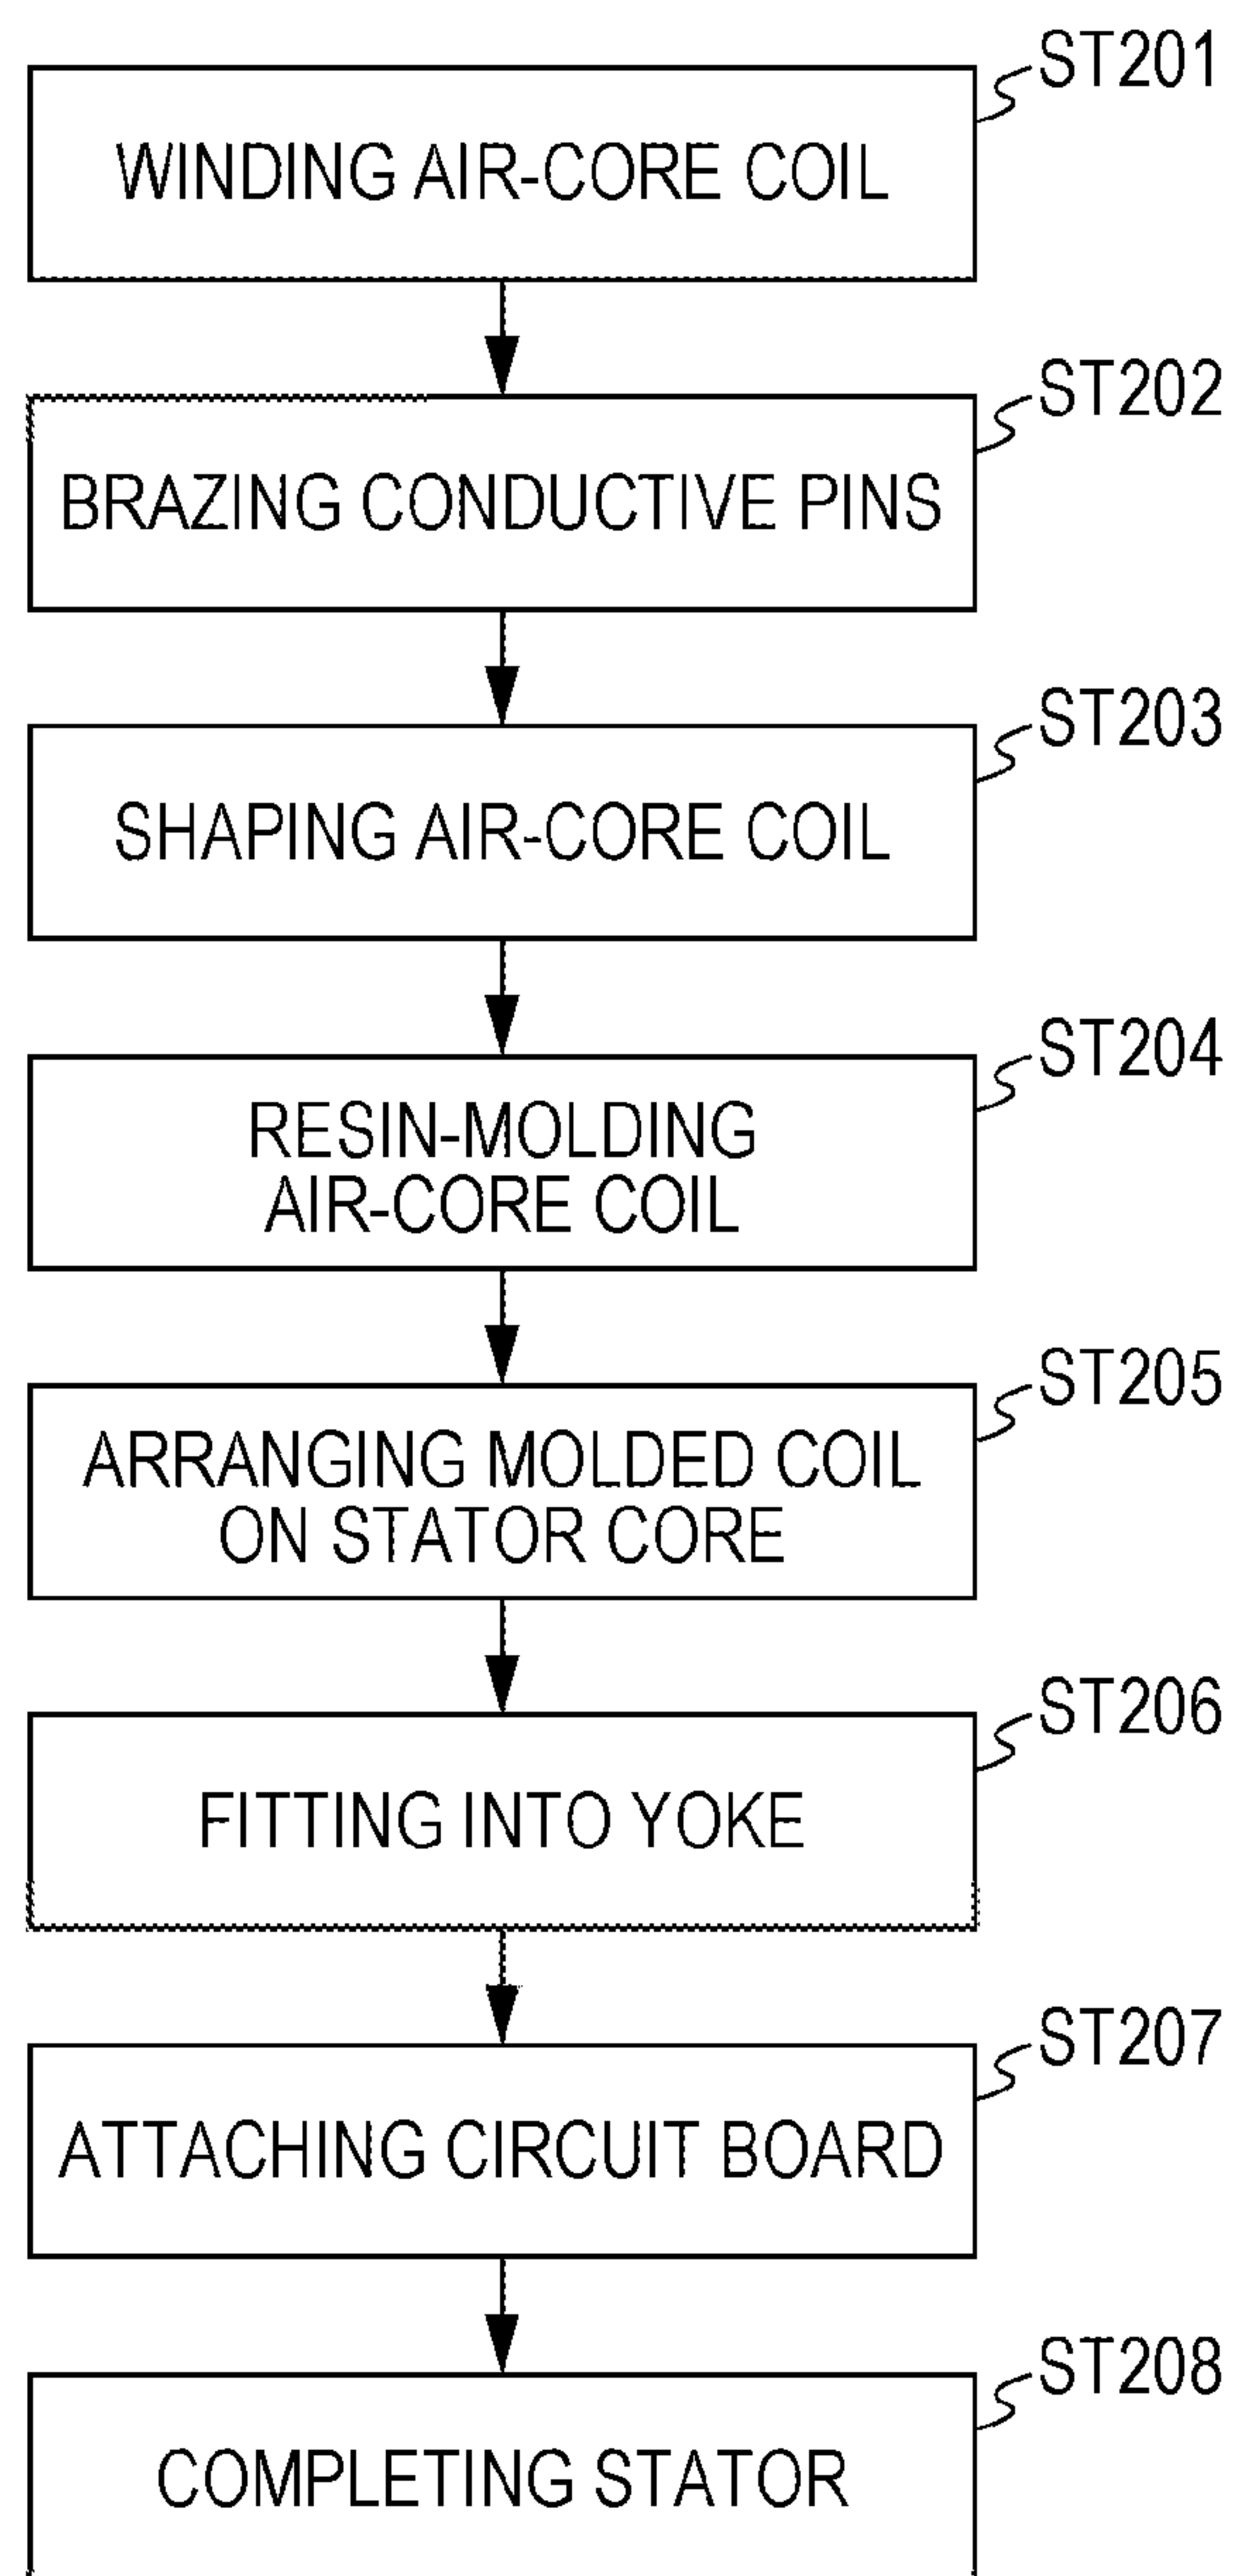 ST201
WINDING AIR-CORE COIL
ST202
BRAZING CONDUCTIVE PINS
ST203
SHAPING AIR-CORE COIL
ST204
RESIN-MOLDING
AIR-CORE COIL
ST205
ARRANGING MOLDED COIL
ON STATOR CORE
ST206
FITTING INTO YOKE
ST207
ATTACHING CIRCUIT BOARD
ST208
COMPLETING STATOR